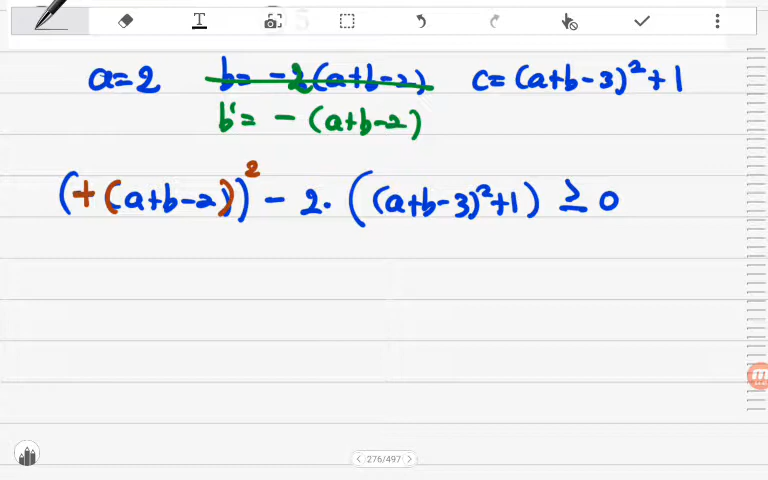 a=2 b=-2(a+b-2) c=(a+b-3)²+1
b'= -(a+b-2)
(+(a+b-2))² - 2·((a+b-3)²+1) ≥ 0
276/497